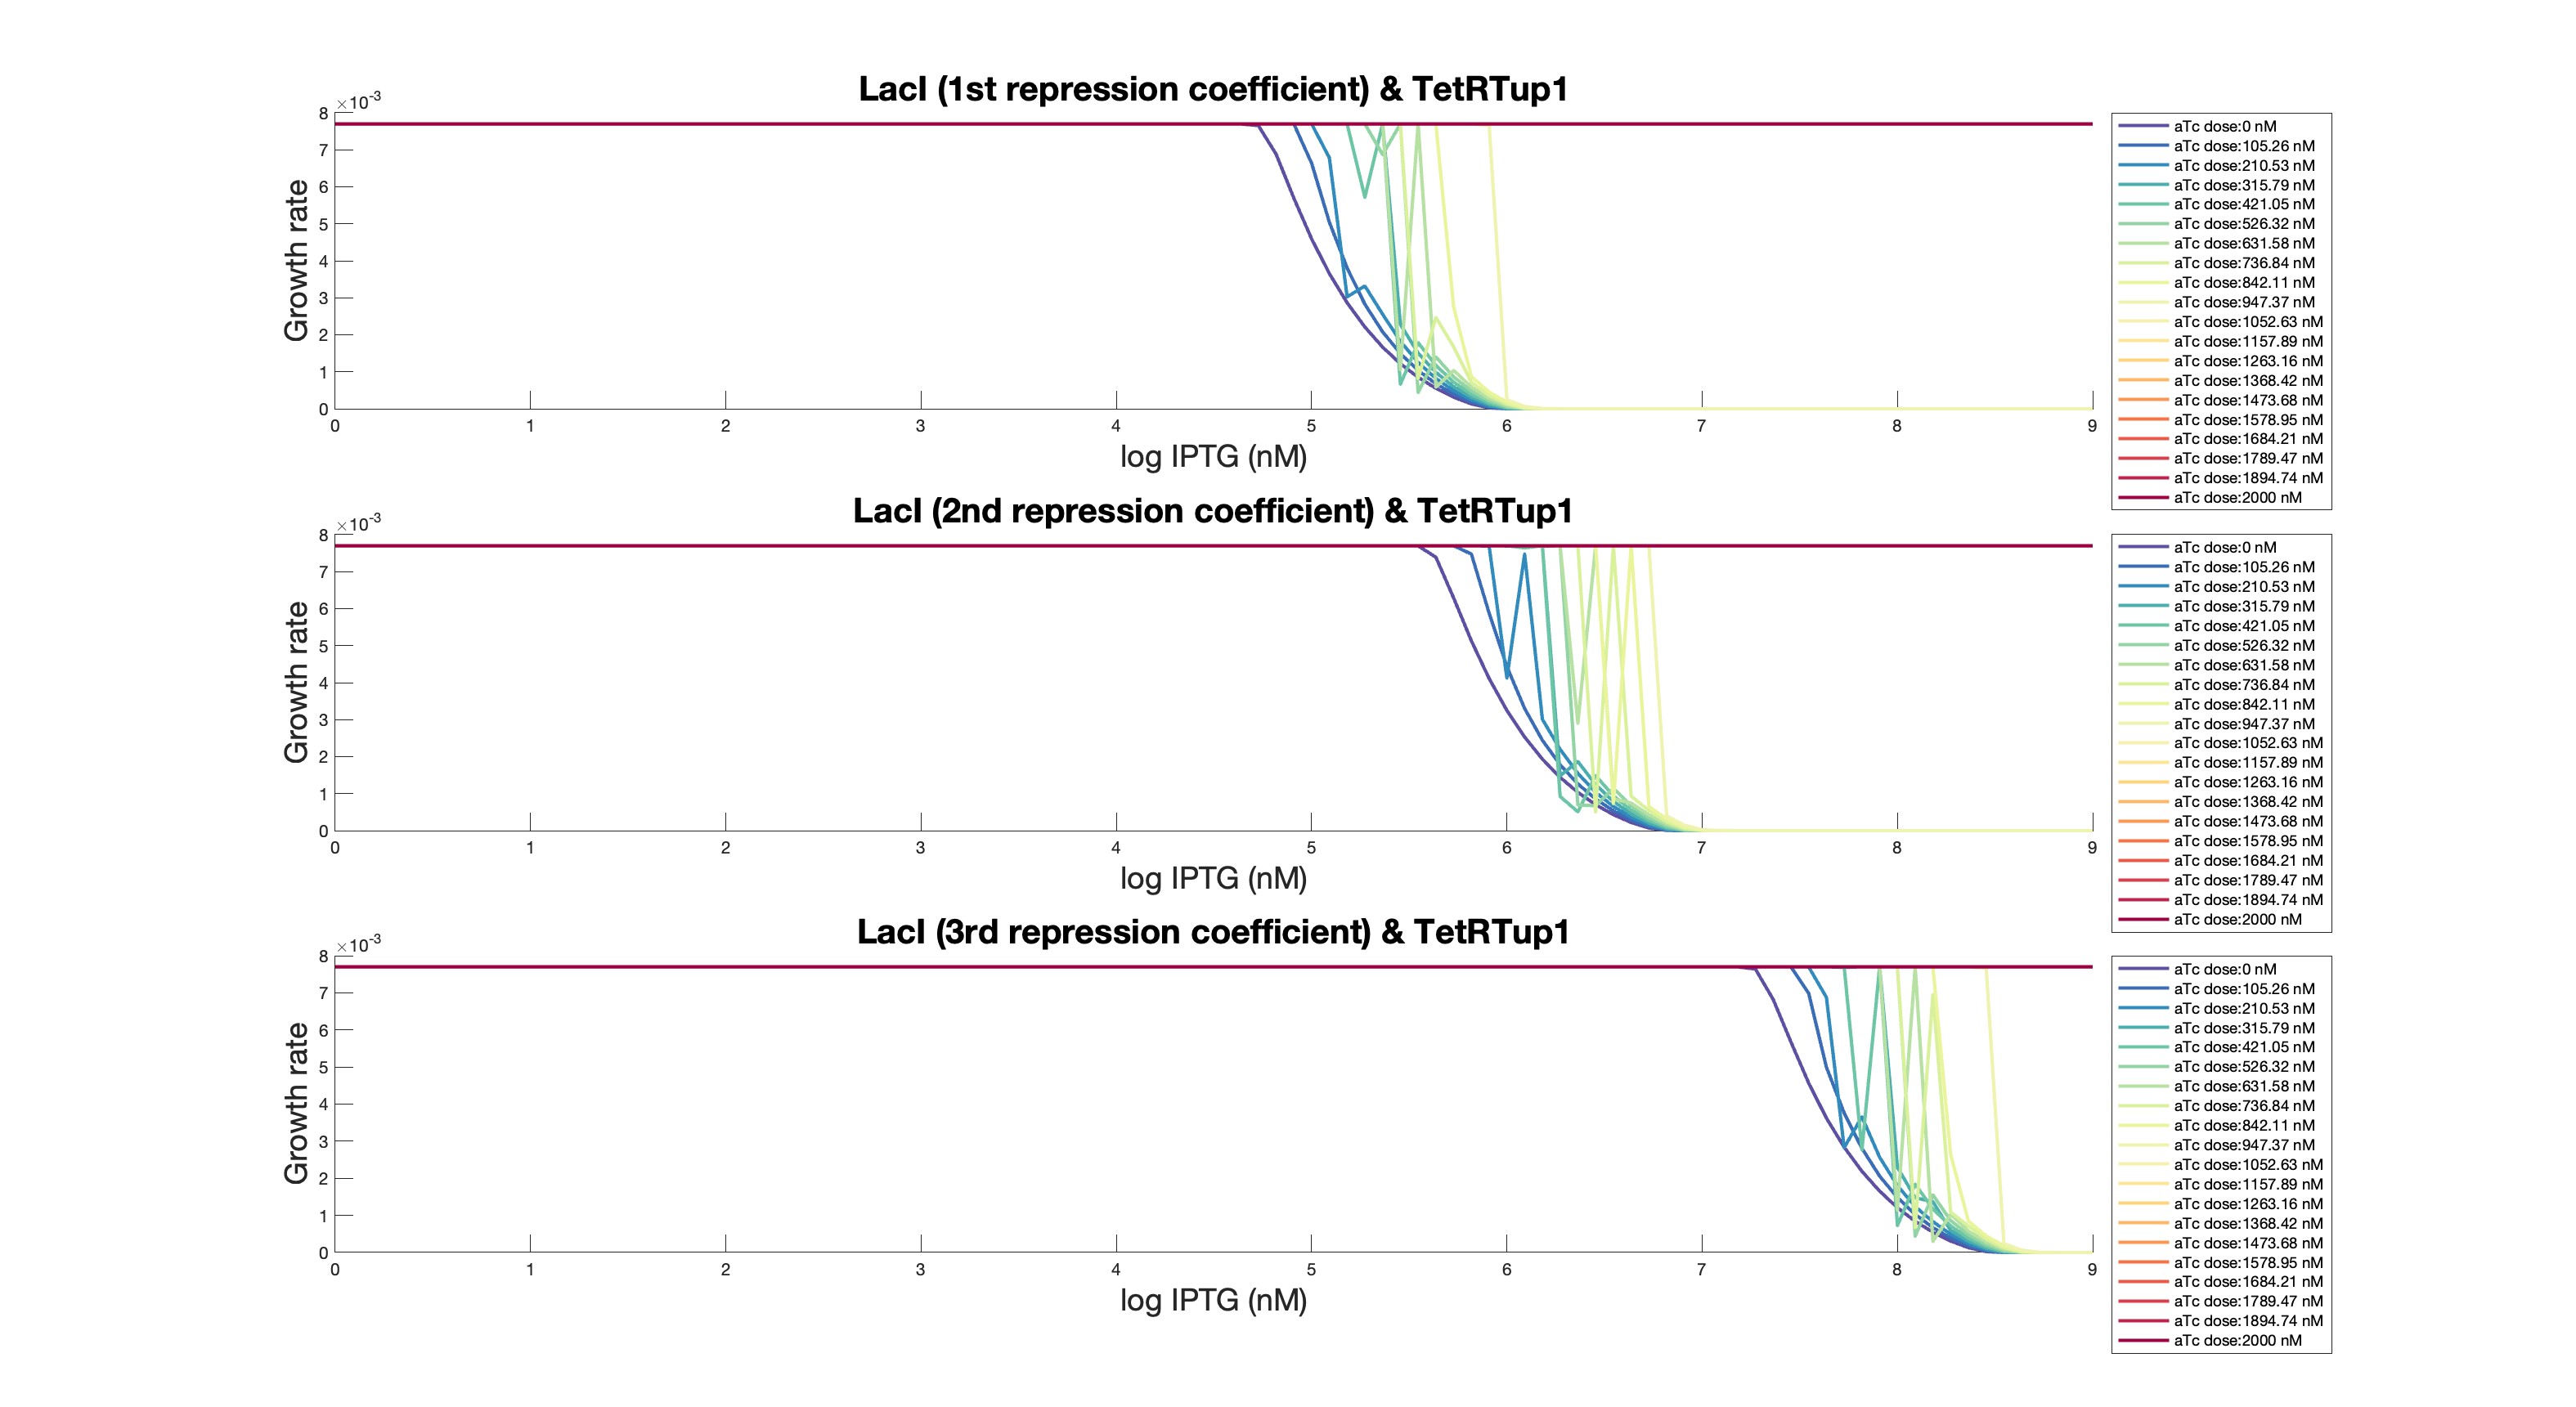 LacI (1st repression coefficient) & TetRTup1
×10-3
8
7
6
5
4
3
2
1
0
Growth rate
0 1 2 3 4 5 6 7 8 9
log IPTG (nM)
aTc dose:0 nM
aTc dose:105.26 nM
aTc dose:210.53 nM
aTc dose:315.79 nM
aTc dose:421.05 nM
aTc dose:526.32 nM
aTc dose:631.58 nM
aTc dose:736.84 nM
aTc dose:842.11 nM
aTc dose:947.37 nM
aTc dose:1052.63 nM
aTc dose:1157.89 nM
aTc dose:1263.16 nM
aTc dose:1368.42 nM
aTc dose:1473.68 nM
aTc dose:1578.95 nM
aTc dose:1684.21 nM
aTc dose:1789.47 nM
aTc dose:1894.74 nM
aTc dose:2000 nM
LacI (2nd repression coefficient) & TetRTup1
×10-3
8
7
6
5
4
3
2
1
0
Growth rate
0 1 2 3 4 5 6 7 8 9
log IPTG (nM)
aTc dose:0 nM
aTc dose:105.26 nM
aTc dose:210.53 nM
aTc dose:315.79 nM
aTc dose:421.05 nM
aTc dose:526.32 nM
aTc dose:631.58 nM
aTc dose:736.84 nM
aTc dose:842.11 nM
aTc dose:947.37 nM
aTc dose:1052.63 nM
aTc dose:1157.89 nM
aTc dose:1263.16 nM
aTc dose:1368.42 nM
aTc dose:1473.68 nM
aTc dose:1578.95 nM
aTc dose:1684.21 nM
aTc dose:1789.47 nM
aTc dose:1894.74 nM
aTc dose:2000 nM
LacI (3rd repression coefficient) & TetRTup1
×10-3
8
7
6
5
4
3
2
1
0
Growth rate
0 1 2 3 4 5 6 7 8 9
log IPTG (nM)
aTc dose:0 nM
aTc dose:105.26 nM
aTc dose:210.53 nM
aTc dose:315.79 nM
aTc dose:421.05 nM
aTc dose:526.32 nM
aTc dose:631.58 nM
aTc dose:736.84 nM
aTc dose:842.11 nM
aTc dose:947.37 nM
aTc dose:1052.63 nM
aTc dose:1157.89 nM
aTc dose:1263.16 nM
aTc dose:1368.42 nM
aTc dose:1473.68 nM
aTc dose:1578.95 nM
aTc dose:1684.21 nM
aTc dose:1789.47 nM
aTc dose:1894.74 nM
aTc dose:2000 nM